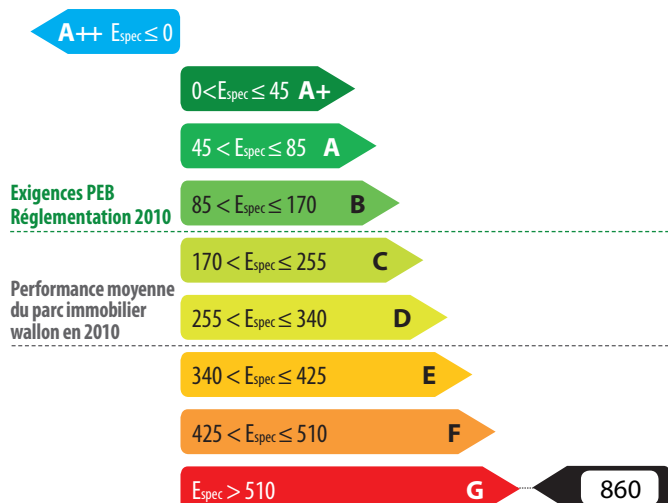 A++ Espec ≤ 0
0<Espec ≤ 45 A+
45 < Espec ≤ 85 A
Exigences PEB
Réglementation 2010
85 < Espec ≤ 170 B
170 < Espec ≤ 255 C
Performance moyenne
du parc immobilier
wallon en 2010
255 < Espec ≤ 340 D
340 < Espec ≤ 425 E
425 < Espec ≤ 510 F
Espec > 510 G 860